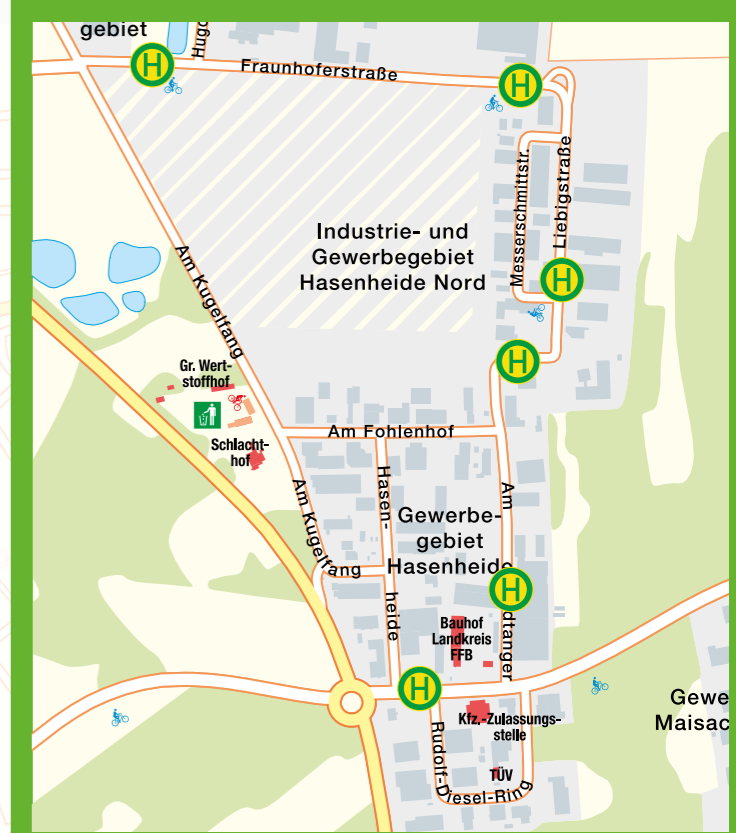 gebiet
Hugo
H
Fraunhoferstraße
H
Messerschmittstr.
Liebigstraße
Industrie- und
Gewerbegebiet
Hasenheide Nord
H
Am Kugelfang
H
Gr. Wert-
stoffhof
Schlacht-
hof
Am Fohlenhof
Hasen-
heide
Am Kugelfang
Am
dtanger
Gewerbe-
gebiet
Hasenheide
H
Bauhof
Landkreis
FFB
H
Kfz.-Zulassungs-
stelle
Gewe
Maisac
TÜV
Rudolf-Diesel-Ring